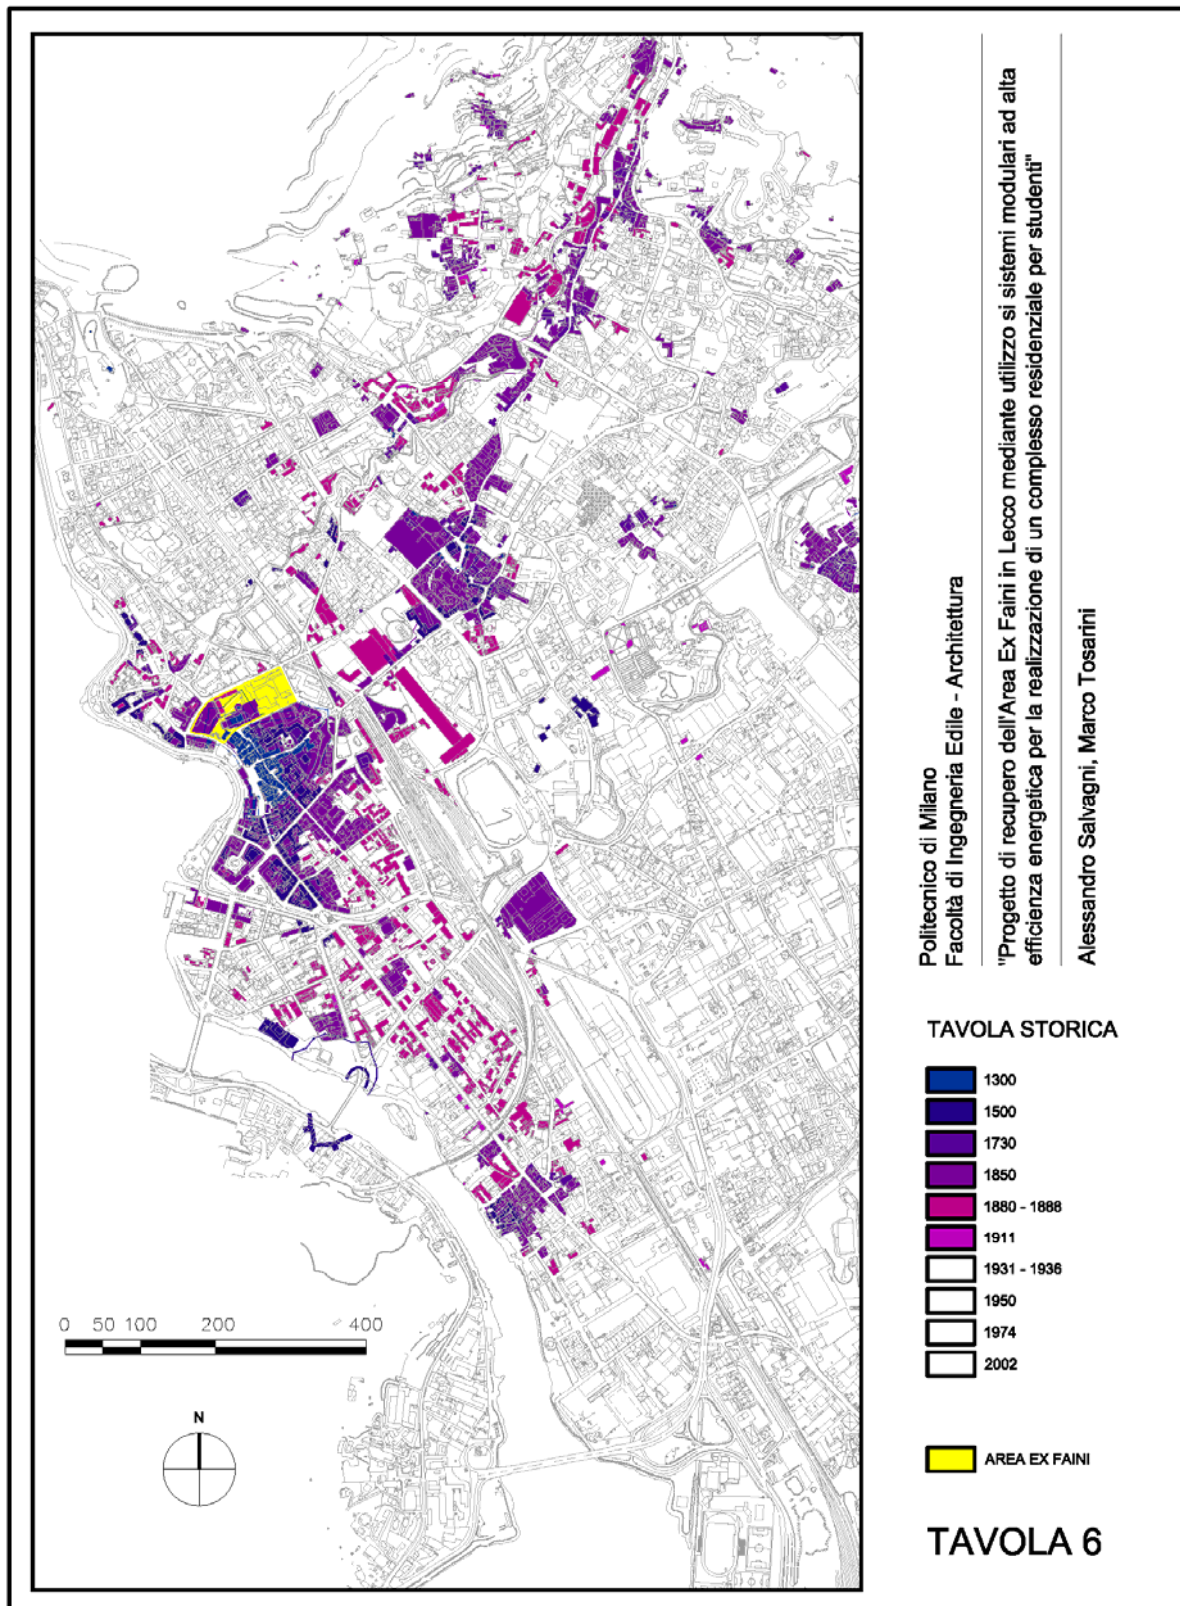 Politecnico di Milano
Facoltà di Ingegneria Edile - Architettura
"Progetto di recupero dell'Area Ex Faini in Lecco mediante utilizzo si sistemi modulari ad alta
efficienza energetica per la realizzazione di un complesso residenziale per studenti"
Alessandro Salvagni, Marco Tosarini
TAVOLA STORICA
1300
1500
1730
1850
1880 - 1888
1911
1931 - 1936
1950
1974
2002
AREA EX FAINI
TAVOLA 6
0 50 100 200 400
N